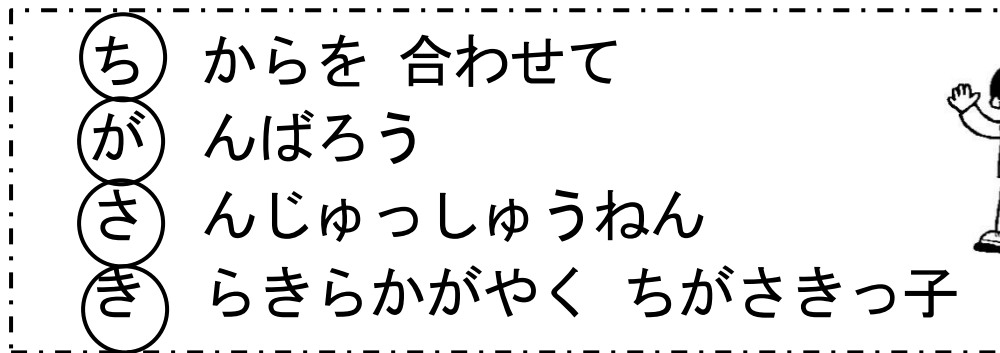 ち からを 合わせて
が んばろう
さ んじゅっしゅうねん
き らきらかがやく ちがさきっ子